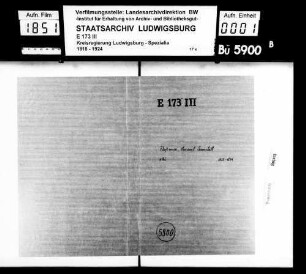 Aufn. Film
1851
Verfilmungsstelle: Landesarchivdirektion BW
-Institut für Erhaltung von Archiv- und Bibliotheksgut-
STAATSARCHIV LUDWIGSBURG
E 173 III
Kreisregierung Ludwigsburg - Spezialia
1818 - 1924
Aufn. Einheit
0001
Bü 5900 B
E 173 III
5900